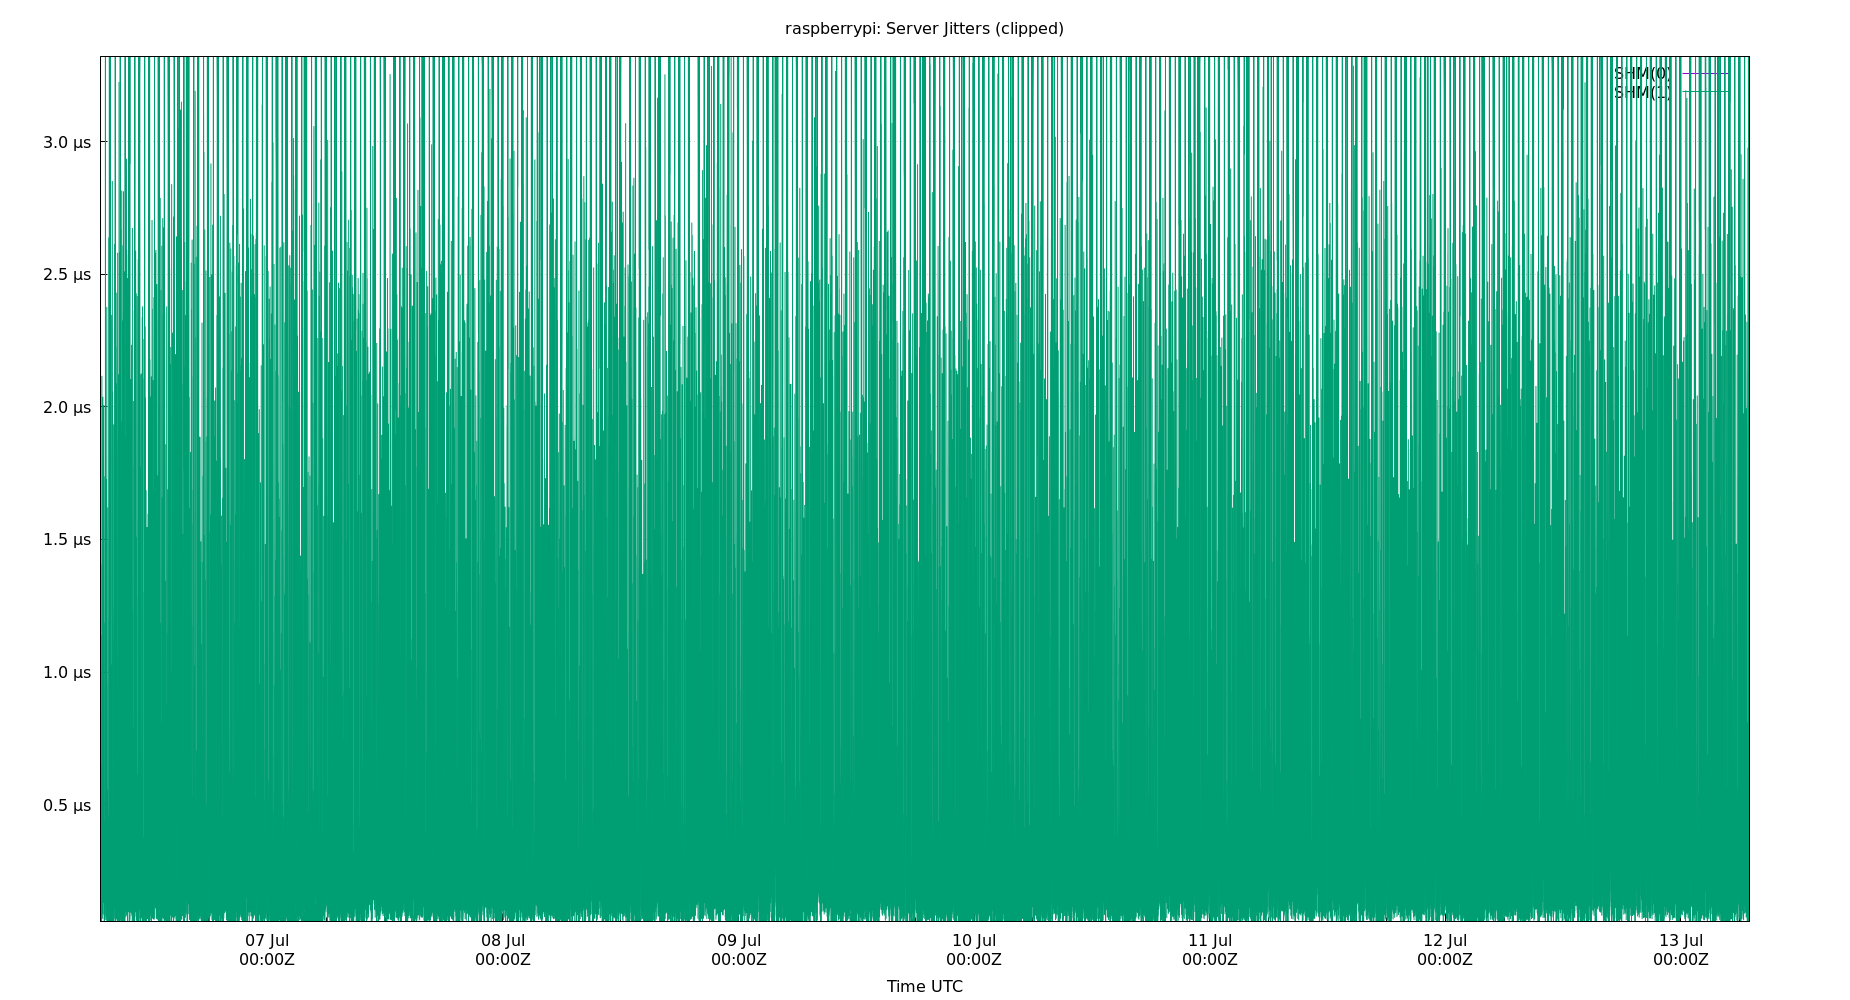 raspberrypi: Server Jitters (clipped)
SHM(0)
SHM(1)
3.0 µs
2.5 µs
2.0 µs
1.5 µs
1.0 µs
0.5 µs
07 Jul
00:00Z
08 Jul
00:00Z
09 Jul
00:00Z
10 Jul
00:00Z
11 Jul
00:00Z
12 Jul
00:00Z
13 Jul
00:00Z
Time UTC